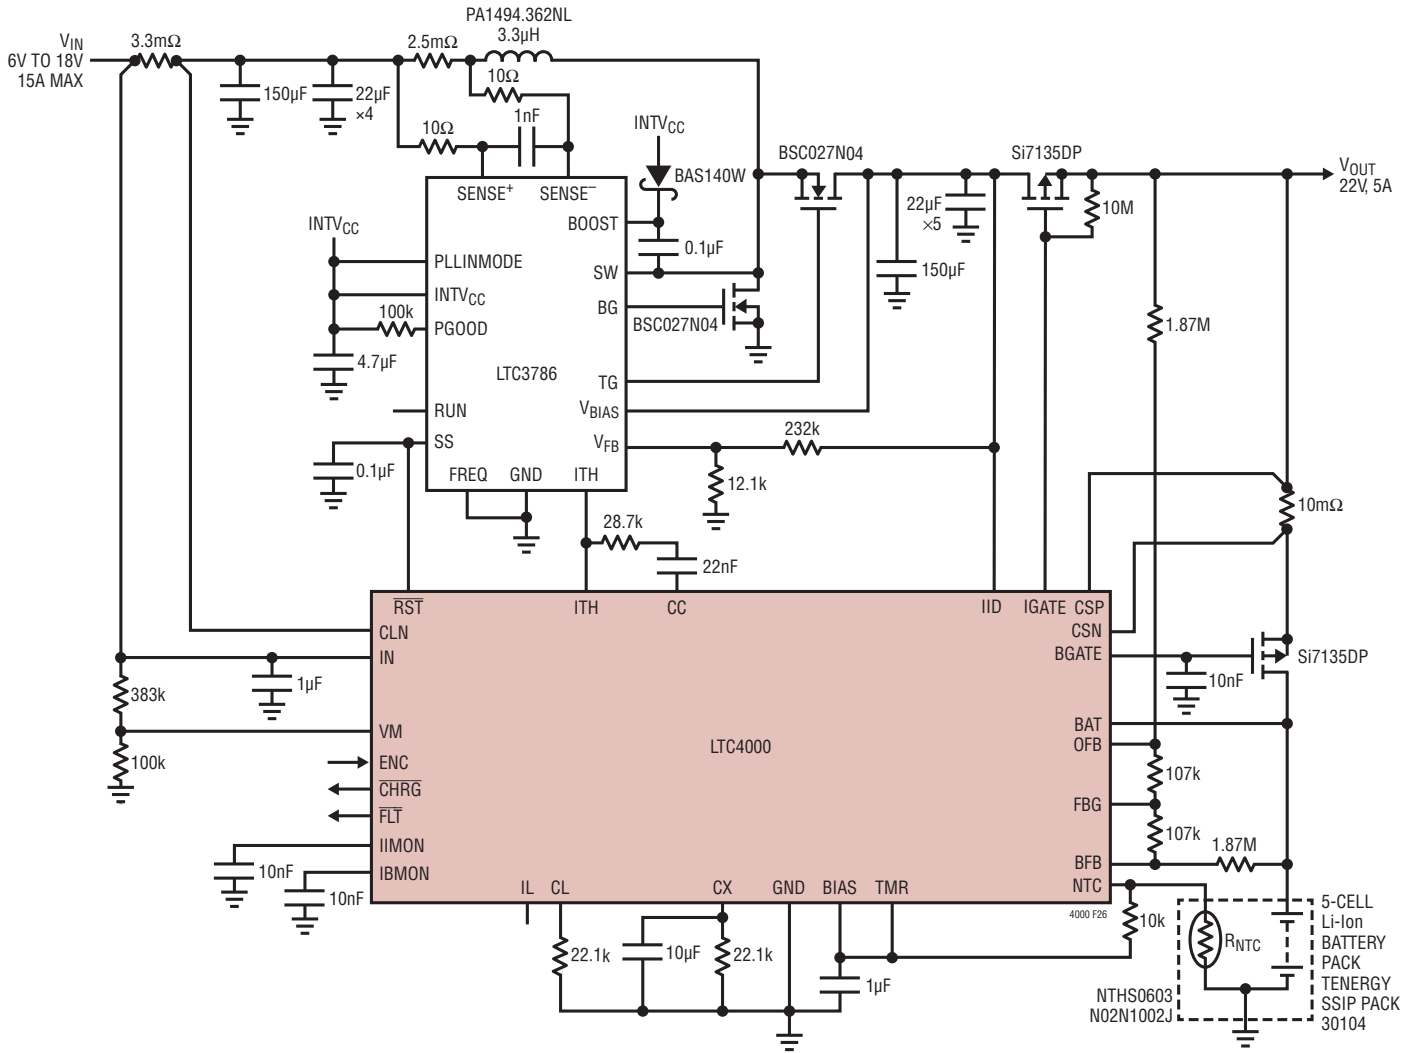 PA1494.362NL
3.3µH
VIN
6V TO 18V
15A MAX
3.3mΩ
2.5mΩ
10Ω
150µF
22µF
×4
10Ω
1nF
INTVCC
BAS140W
BSC027N04
Si7135DP
VOUT
22V, 5A
SENSE+
SENSE–
BOOST
0.1µF
22µF
×5
10M
INTVCC
PLLINMODE
SW
150µF
INTVCC
BG
BSC027N04
100k
PGOOD
1.87M
4.7µF
LTC3786
TG
RUN
VBIAS
232k
SS
VFB
0.1µF
FREQ
GND
ITH
12.1k
10mΩ
28.7k
22nF
RST
ITH
CC
IID
IGATE
CSP
CLN
CSN
IN
BGATE
Si7135DP
1µF
10nF
383k
VM
BAT
OFB
LTC4000
100k
ENC
107k
CHRG
FLT
FBG
107k
IIMON
1.87M
10nF
IBMON
BFB
10nF
IL
CL
CX
GND
BIAS
TMR
NTC
4000 F26
10k
RNTC
5-CELL
Li-Ion
BATTERY
PACK
TENERGY
SSIP PACK
30104
22.1k
10µF
22.1k
1µF
NTHS0603
N02N1002J